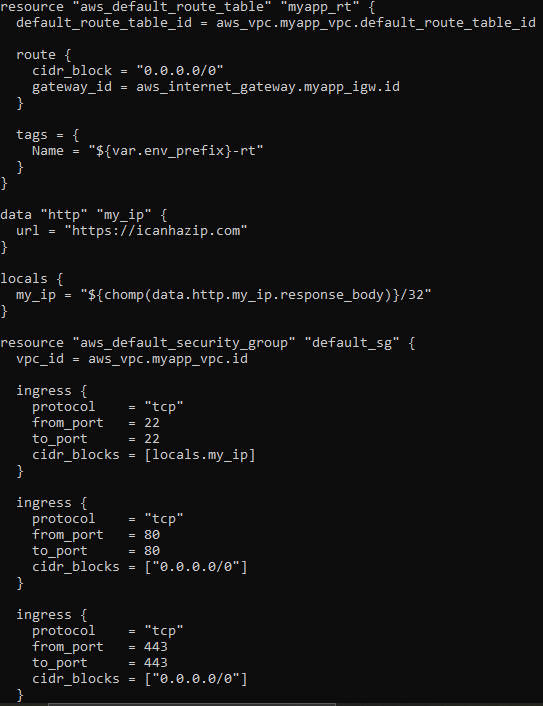 resource "aws_default_route_table" "myapp_rt" {
  default_route_table_id = aws_vpc.myapp_vpc.default_route_table_id

  route {
    cidr_block = "0.0.0.0/0"
    gateway_id = aws_internet_gateway.myapp_igw.id
  }

  tags = {
    Name = "${var.env_prefix}-rt"
  }
}

data "http" "my_ip" {
  url = "https://icanhazip.com"
}

locals {
  my_ip = "${chomp(data.http.my_ip.response_body)}/32"
}

resource "aws_default_security_group" "default_sg" {
  vpc_id = aws_vpc.myapp_vpc.id

  ingress {
    protocol    = "tcp"
    from_port   = 22
    to_port     = 22
    cidr_blocks = [locals.my_ip]
  }

  ingress {
    protocol    = "tcp"
    from_port   = 80
    to_port     = 80
    cidr_blocks = ["0.0.0.0/0"]
  }

  ingress {
    protocol    = "tcp"
    from_port   = 443
    to_port     = 443
    cidr_blocks = ["0.0.0.0/0"]
  }